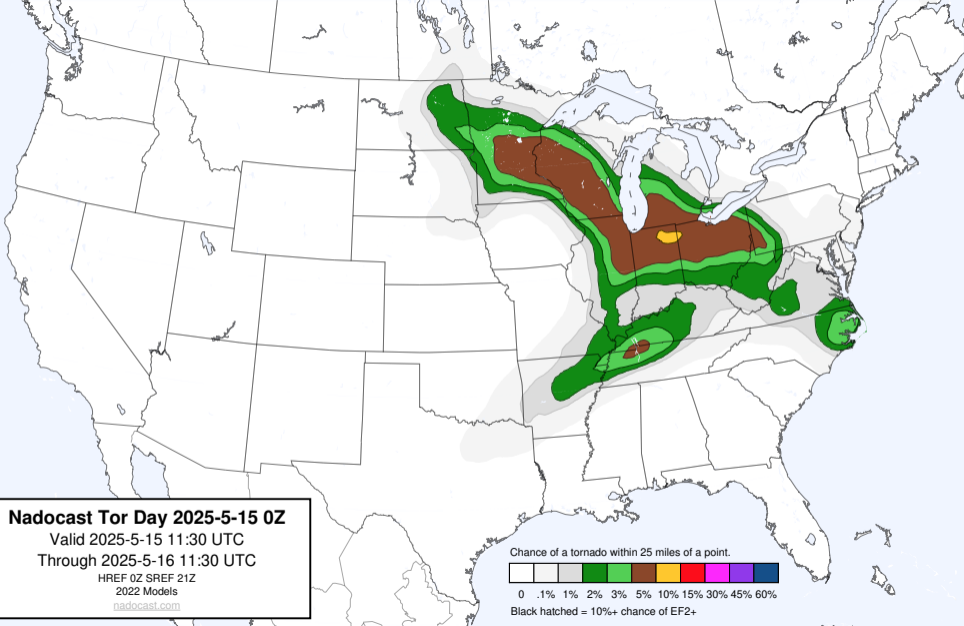 Nadocast Tor Day 2025-5-15 0Z
Valid 2025-5-15 11:30 UTC
Through 2025-5-16 11:30 UTC
HREF 0Z SREF 21Z
2022 Models
nadocast.com
Chance of a tornado within 25 miles of a point.
0 .1% 1% 2% 3% 5% 10% 15% 30% 45% 60%
Black hatched = 10%+ chance of EF2+